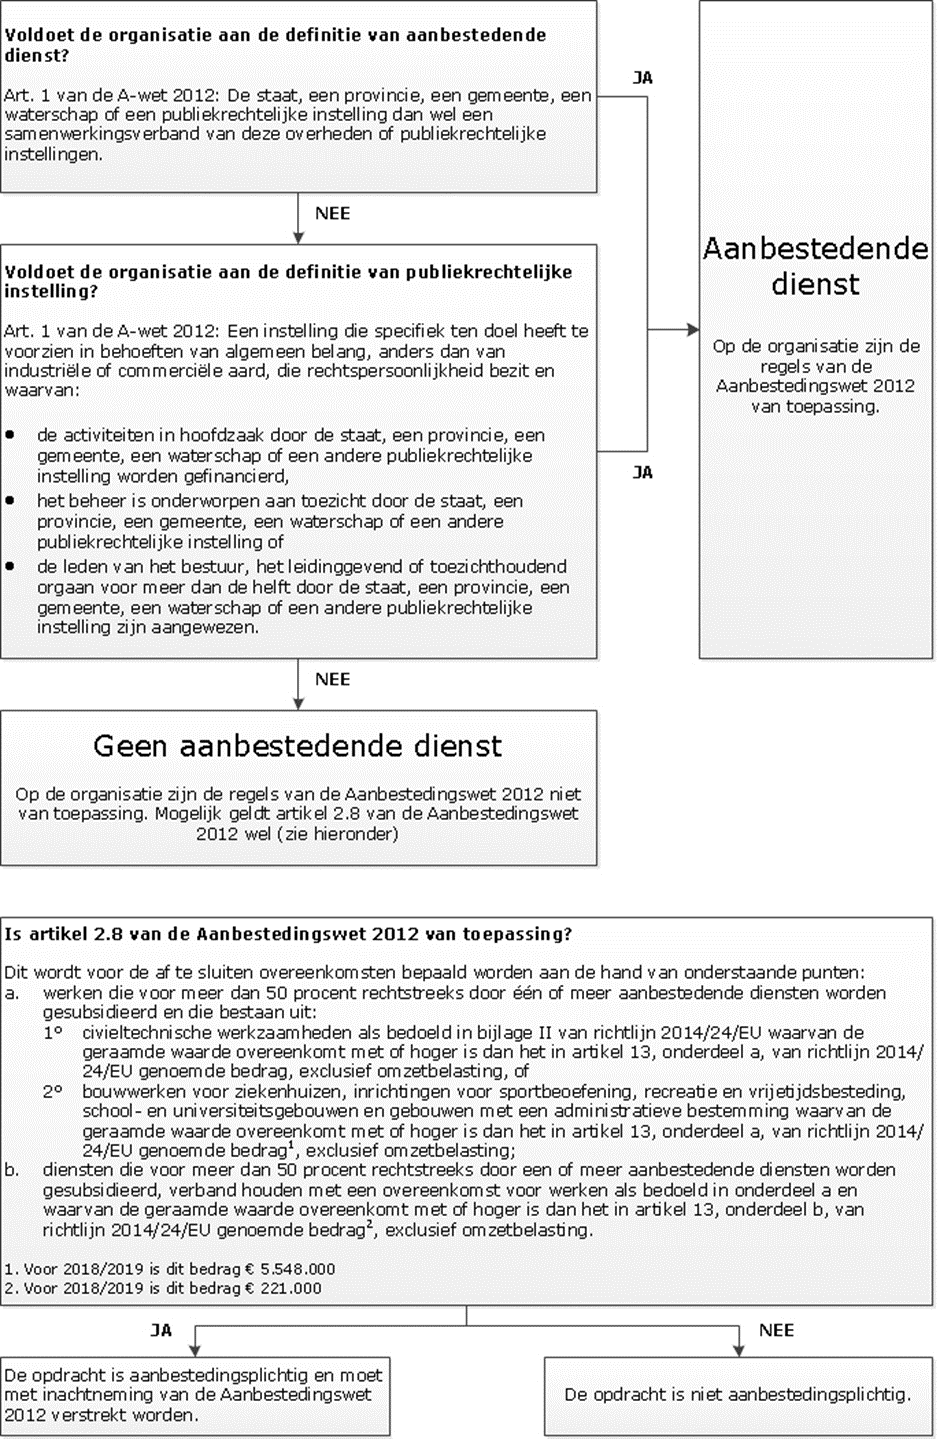 Voldoet de organisatie aan de definitie van aanbestedende
dienst?
Art. 1 van de A-wet 2012: De staat, een provincie, een gemeente, een
waterschap of een publiekrechtelijke instelling dan wel een
samenwerkingsverband van deze overheden of publiekrechtelijke
instellingen.
JA
NEE
Voldoet de organisatie aan de definitie van publiekrechtelijke
instelling?
Art. 1 van de A-wet 2012: Een instelling die specifiek ten doel heeft te
voorzien in behoeften van algemeen belang, anders dan van
industriële of commerciële aard, die rechtspersoonlijkheid bezit en
waarvan:
● de activiteiten in hoofdzaak door de staat, een provincie, een
gemeente, een waterschap of een andere publiekrechtelijke
instelling worden gefinancierd,
● het beheer is onderworpen aan toezicht door de staat, een
provincie, een gemeente, een waterschap of een andere
publiekrechtelijke instelling of
● de leden van het bestuur, het leidinggevend of toezichthoudend
orgaan voor meer dan de helft door de staat, een provincie, een
gemeente, een waterschap of een andere publiekrechtelijke
instelling zijn aangewezen.
JA
Aanbestedende
dienst
Op de organisatie zijn de
regels van de
Aanbestedingswet 2012
van toepassing.
NEE
Geen aanbestedende dienst
Op de organisatie zijn de regels van de Aanbestedingswet 2012 niet
van toepassing. Mogelijk geldt artikel 2.8 van de Aanbestedingswet
2012 wel (zie hieronder)
Is artikel 2.8 van de Aanbestedingswet 2012 van toepassing?
Dit wordt voor de af te sluiten overeenkomsten bepaald worden aan de hand van onderstaande punten:
a. werken die voor meer dan 50 procent rechtstreeks door één of meer aanbestedende diensten worden
gesubsidieerd en die bestaan uit:
1° civieltechnische werkzaamheden als bedoeld in bijlage II van richtlijn 2014/24/EU waarvan de
geraamde waarde overeenkomt met of hoger is dan het in artikel 13, onderdeel a, van richtlijn 2014/
24/EU genoemde bedrag, exclusief omzetbelasting, of
2° bouwwerken voor ziekenhuizen, inrichtingen voor sportbeoefening, recreatie en vrijetijdsbesteding,
school- en universiteitsgebouwen en gebouwen met een administratieve bestemming waarvan de
geraamde waarde overeenkomt met of hoger is dan het in artikel 13, onderdeel a, van richtlijn 2014/
24/EU genoemde bedrag¹, exclusief omzetbelasting;
b. diensten die voor meer dan 50 procent rechtstreeks door een of meer aanbestedende diensten worden
gesubsidieerd, verband houden met een overeenkomst voor werken als bedoeld in onderdeel a en
waarvan de geraamde waarde overeenkomt met of hoger is dan het in artikel 13, onderdeel b, van
richtlijn 2014/24/EU genoemde bedrag², exclusief omzetbelasting.
1. Voor 2018/2019 is dit bedrag € 5.548.000
2. Voor 2018/2019 is dit bedrag € 221.000
JA
NEE
De opdracht is aanbestedingsplichtig en moet
met inachtneming van de Aanbestedingswet
2012 verstrekt worden.
De opdracht is niet aanbestedingsplichtig.